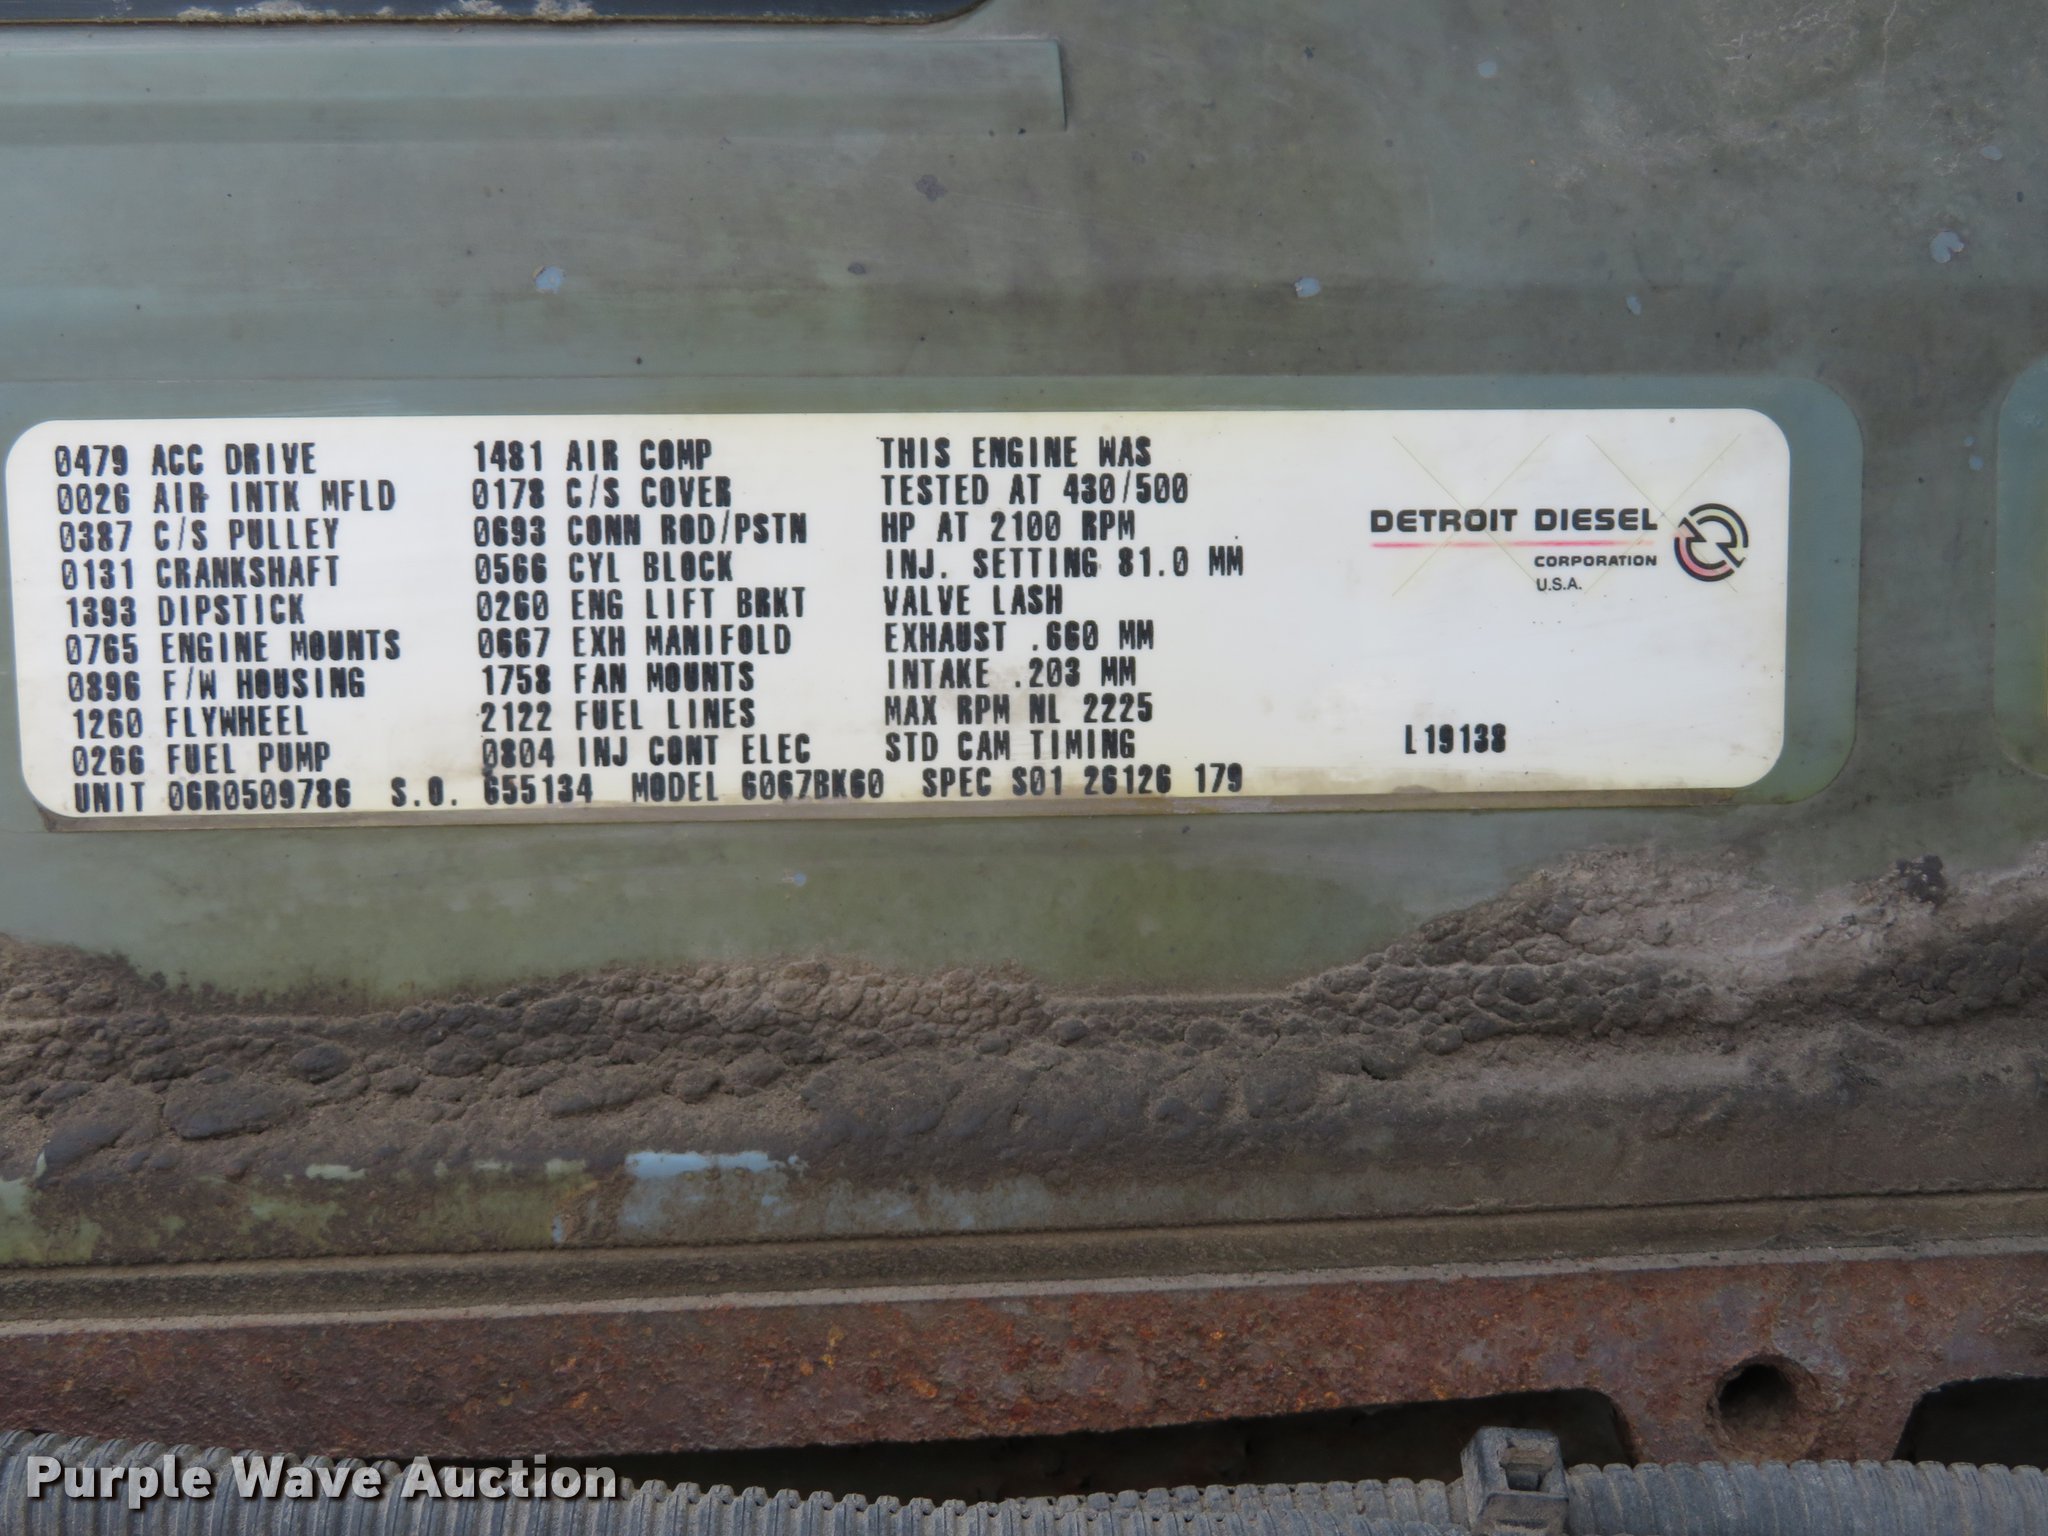 0479 ACC DRIVE 1481 AIR COMP THIS ENGINE WAS
0026 AIR INTK MFLD 0178 C/S COVER TESTED AT 430/500
0387 C/S PULLEY 0693 CONN ROD/PSTN HP AT 2100 RPM
0131 CRANKSHAFT 0566 CYL BLOCK INJ. SETTING 81.0 MM
1393 DIPSTICK 0260 ENG LIFT BRKT VALVE LASH
0765 ENGINE MOUNTS 0667 EXH MANIFOLD EXHAUST .660 MM
0896 F/W HOUSING 1758 FAN MOUNTS INTAKE .203 MM
1260 FLYWHEEL 2122 FUEL LINES MAX RPM NL 2225
0266 FUEL PUMP 0804 INJ CONT ELEC STD CAM TIMING
UNIT 06R0509786 S.O. 655134 MODEL 6067BK60 SPEC S01 26126 179
DETROIT DIESEL
CORPORATION
U.S.A.
L19138
Purple Wave Auction